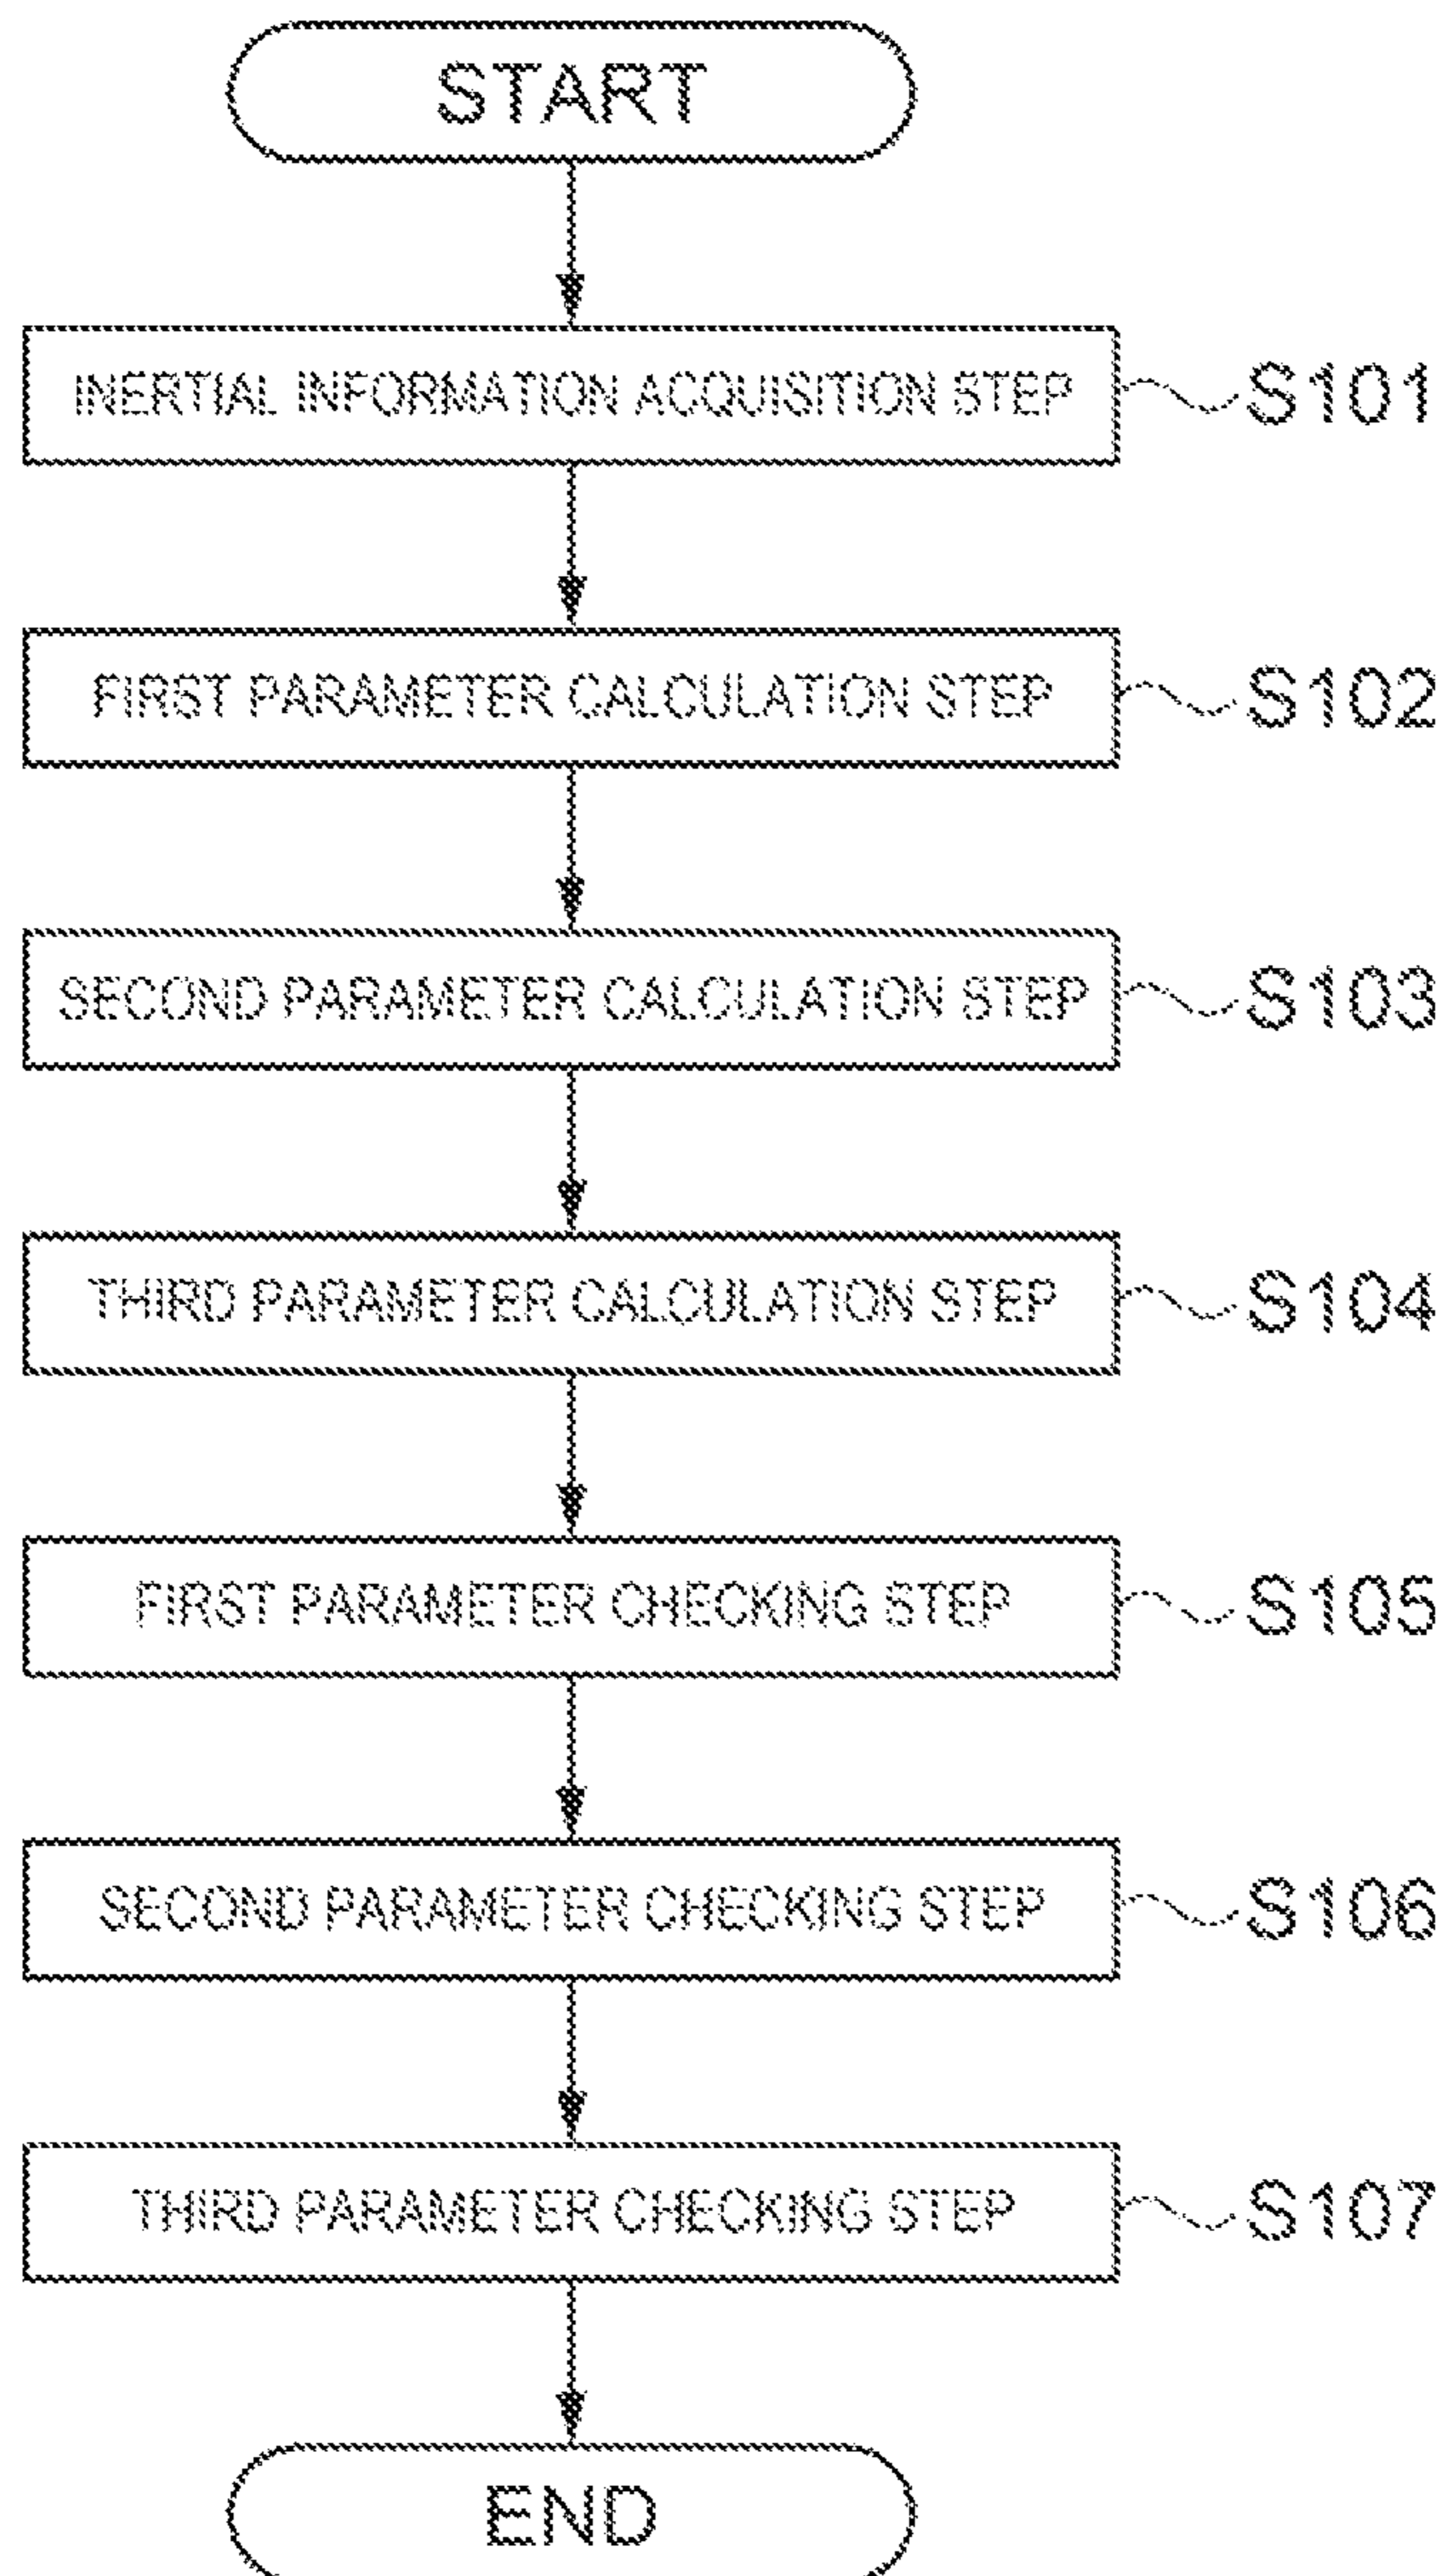 START
INERTIAL INFORMATION ACQUISITION STEP S101
FIRST PARAMETER CALCULATION STEP S102
SECOND PARAMETER CALCULATION STEP S103
THIRD PARAMETER CALCULATION STEP S104
FIRST PARAMETER CHECKING STEP S105
SECOND PARAMETER CHECKING STEP S106
THIRD PARAMETER CHECKING STEP S107
END